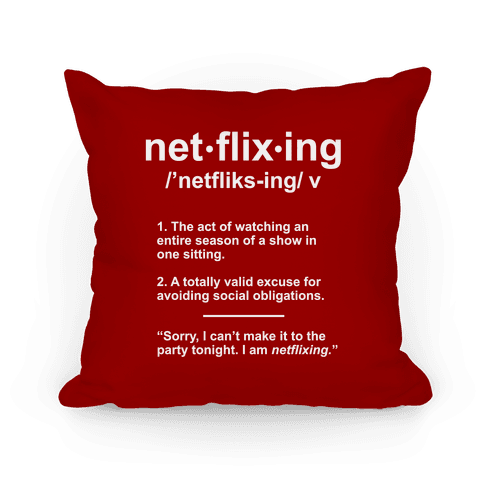 net•flix•ing
/’netfliks-ing/ v
1. The act of watching an
entire season of a show in
one sitting.
2. A totally valid excuse for
avoiding social obligations.
“Sorry, I can’t make it to the
party tonight. I am netflixing.”